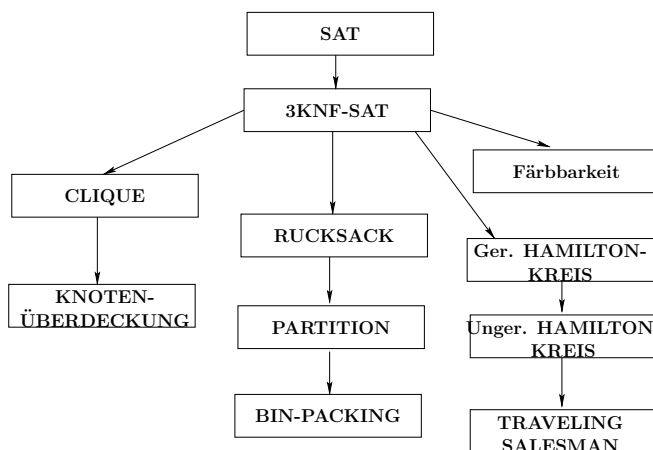 SAT
3KNF-SAT
Färbbarkeit
CLIQUE
RUCKSACK
Ger. HAMILTON-
KREIS
KNOTEN-
ÜBERDECKUNG
PARTITION
Unger. HAMILTON
KREIS
BIN-PACKING
TRAVELING
SALESMAN